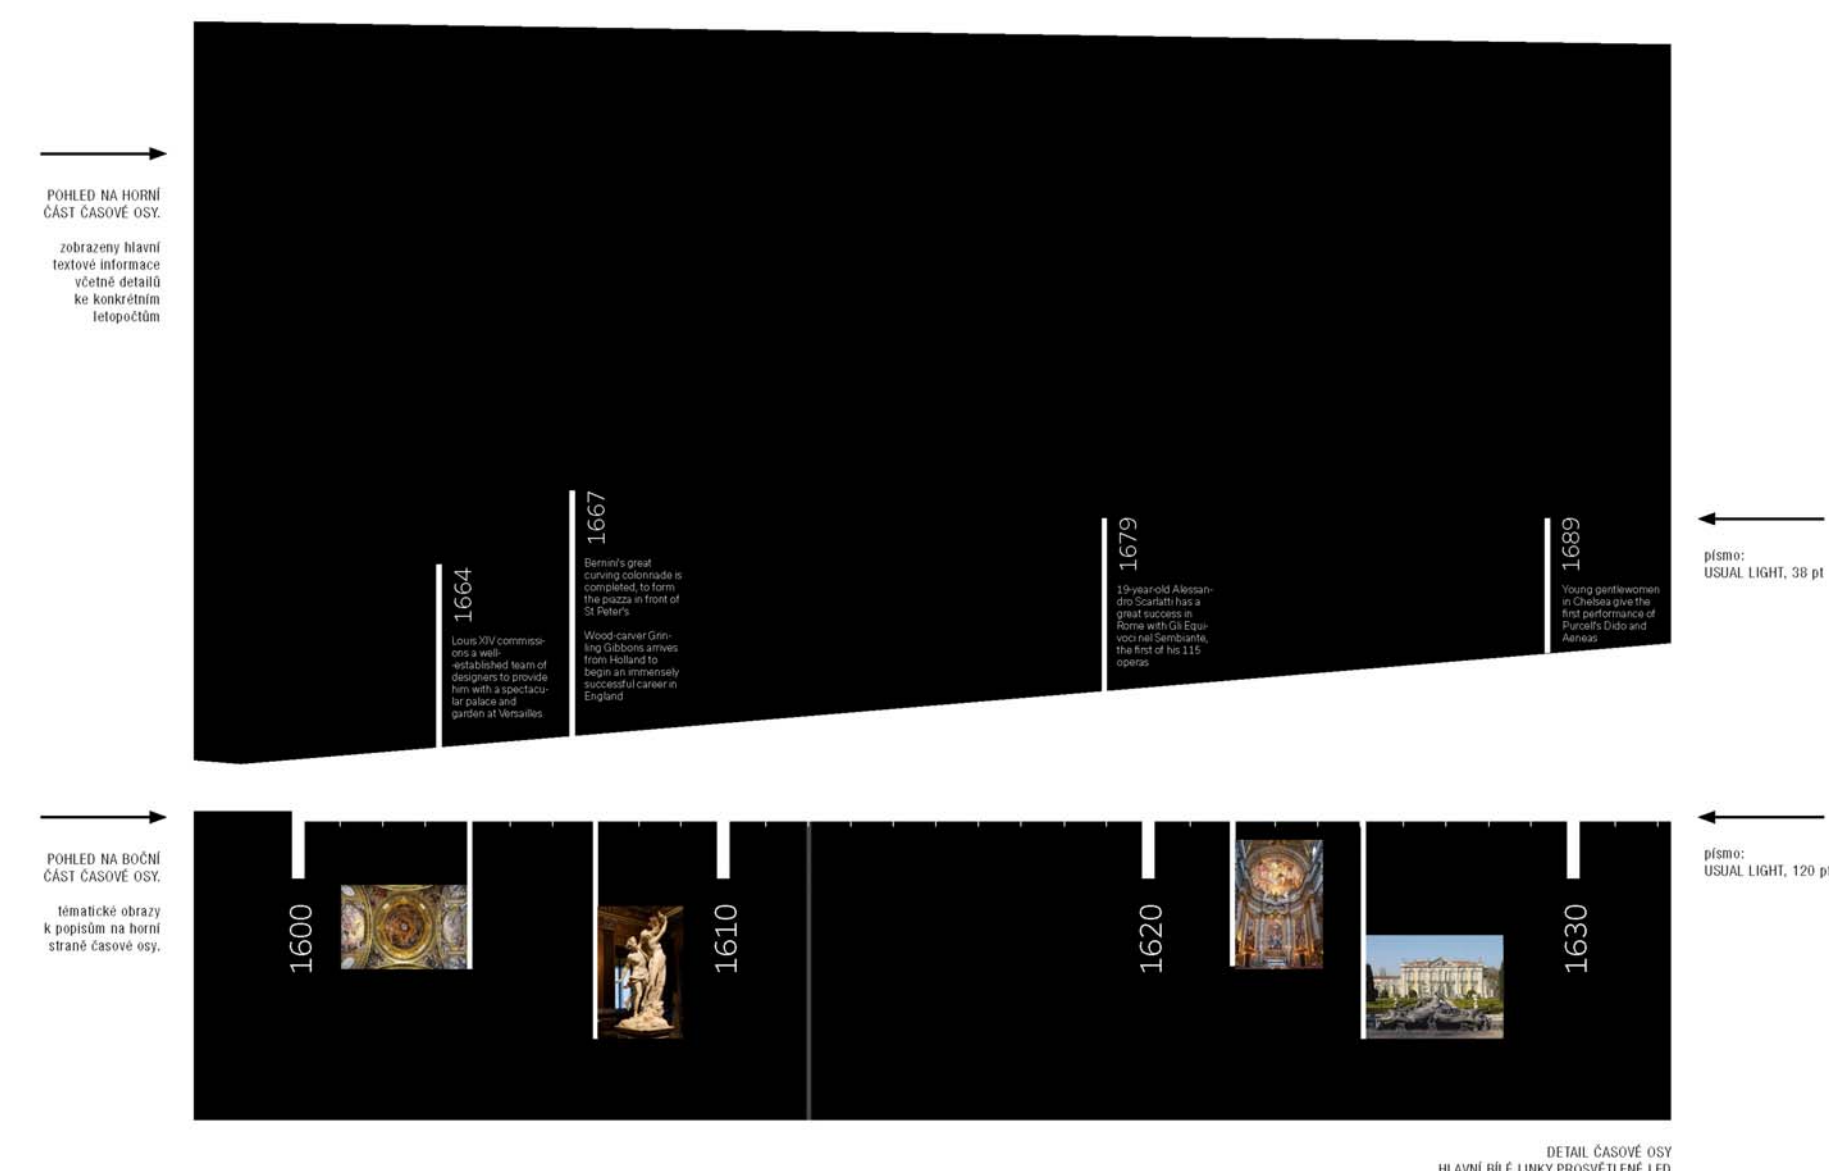 POHLED NA HORNÍ
ČÁST ČASOVÉ OSY.
zobrazeny hlavní
textové informace
včetně detailů
ke konkrétním
letopočtům
1664
Louis XIV commissi-
ons a well-
-established team of
designers to provide
him with a spectacu-
lar palace and
garden at Versailles
1667
Bernini's great
curving colonnade is
completed, to form
the piazza in front of
St Peter's
Wood-carver Grin-
ling Gibbons arrives
from Holland to
begin an immensely
successful career in
England
1679
19-year-old Alessan-
dro Scarlatti has a
great success in
Rome with Gli Equi-
voci nel Sembiante,
the first of his 115
operas
1689
Young gentlewomen
in Chelsea give the
first performance of
Purcell's Dido and
Aeneas
písmo:
USUAL LIGHT, 38 pt
POHLED NA BOČNÍ
ČÁST ČASOVÉ OSY.
tématické obrazy
k popisům na horní
straně časové osy.
1600
1610
1620
1630
písmo:
USUAL LIGHT, 120 pt
DETAIL ČASOVÉ OSY
HLAVNÍ BÍLÉ LINKY PROSVĚTLENÉ LED